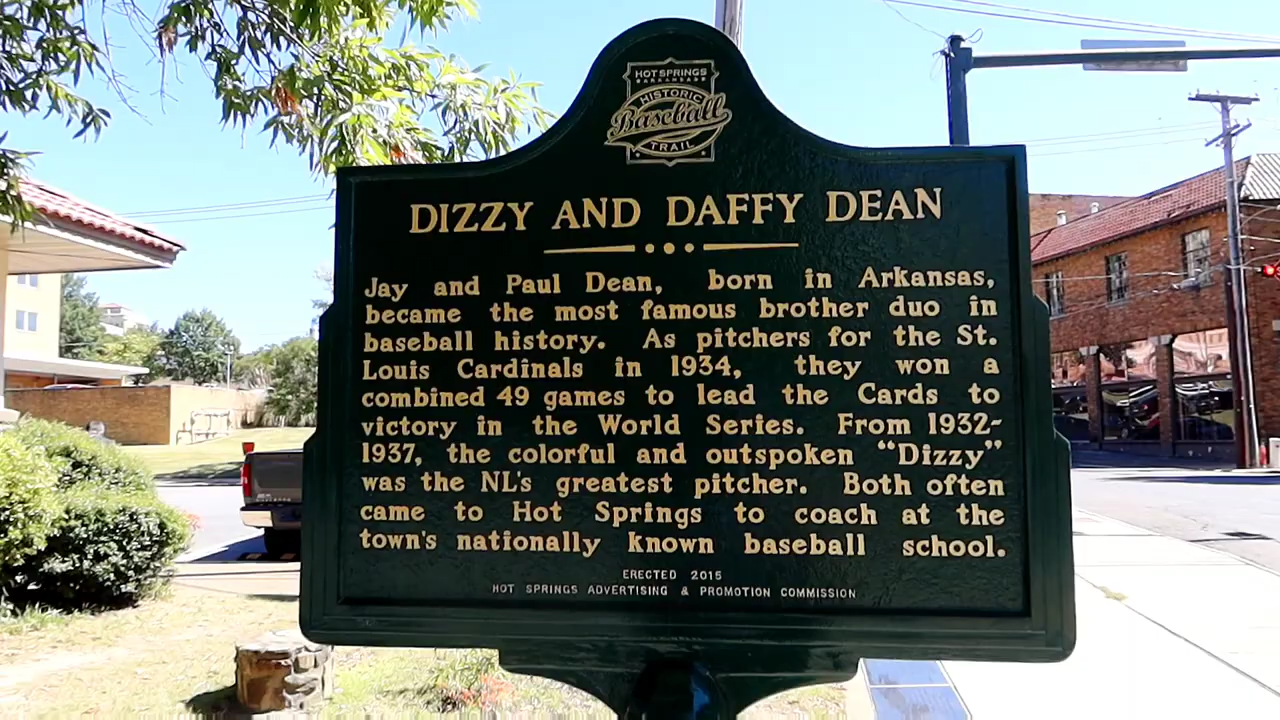 HOT SPRINGS
ARKANSAS
HISTORIC
Baseball
TRAIL
DIZZY AND DAFFY DEAN
Jay and Paul Dean, born in Arkansas,
became the most famous brother duo in
baseball history. As pitchers for the St.
Louis Cardinals in 1934, they won a
combined 49 games to lead the Cards to
victory in the World Series. From 1932-
1937, the colorful and outspoken “Dizzy”
was the NL's greatest pitcher. Both often
came to Hot Springs to coach at the
town's nationally known baseball school.
ERECTED 2015
HOT SPRINGS ADVERTISING & PROMOTION COMMISSION